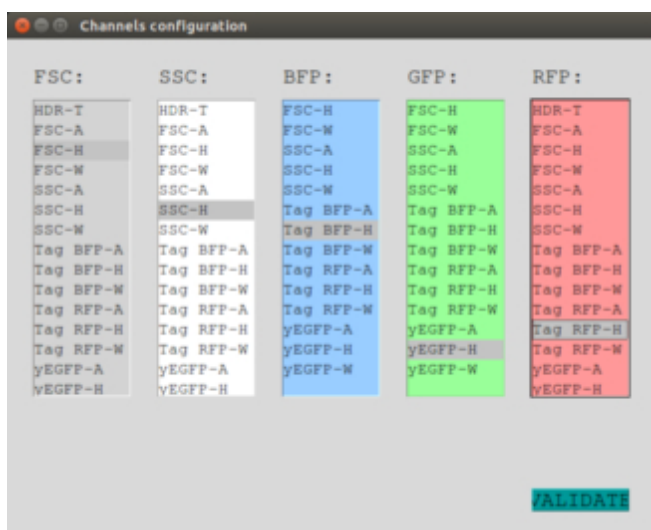 Channels configuration
FSC:
HDR-T
FSC-A
FSC-H
FSC-W
SSC-A
SSC-H
SSC-W
Tag BFP-A
Tag BFP-H
Tag BFP-W
Tag RFP-A
Tag RFP-H
Tag RFP-W
yEGFP-A
yEGFP-H
SSC:
HDR-T
FSC-A
FSC-H
FSC-W
SSC-A
SSC-H
SSC-W
Tag BFP-A
Tag BFP-H
Tag BFP-W
Tag RFP-A
Tag RFP-H
Tag RFP-W
yEGFP-A
yEGFP-H
BFP:
FSC-H
FSC-W
SSC-A
SSC-H
SSC-W
Tag BFP-A
Tag BFP-H
Tag BFP-W
Tag RFP-A
Tag RFP-H
Tag RFP-W
yEGFP-A
yEGFP-H
yEGFP-W
GFP:
FSC-H
FSC-W
SSC-A
SSC-H
SSC-W
Tag BFP-A
Tag BFP-H
Tag BFP-W
Tag RFP-A
Tag RFP-H
Tag RFP-W
yEGFP-A
yEGFP-H
yEGFP-W
RFP:
HDR-T
FSC-A
FSC-H
FSC-W
SSC-A
SSC-H
SSC-W
Tag BFP-A
Tag BFP-H
Tag BFP-W
Tag RFP-A
Tag RFP-H
Tag RFP-W
yEGFP-A
yEGFP-H
VALIDATE